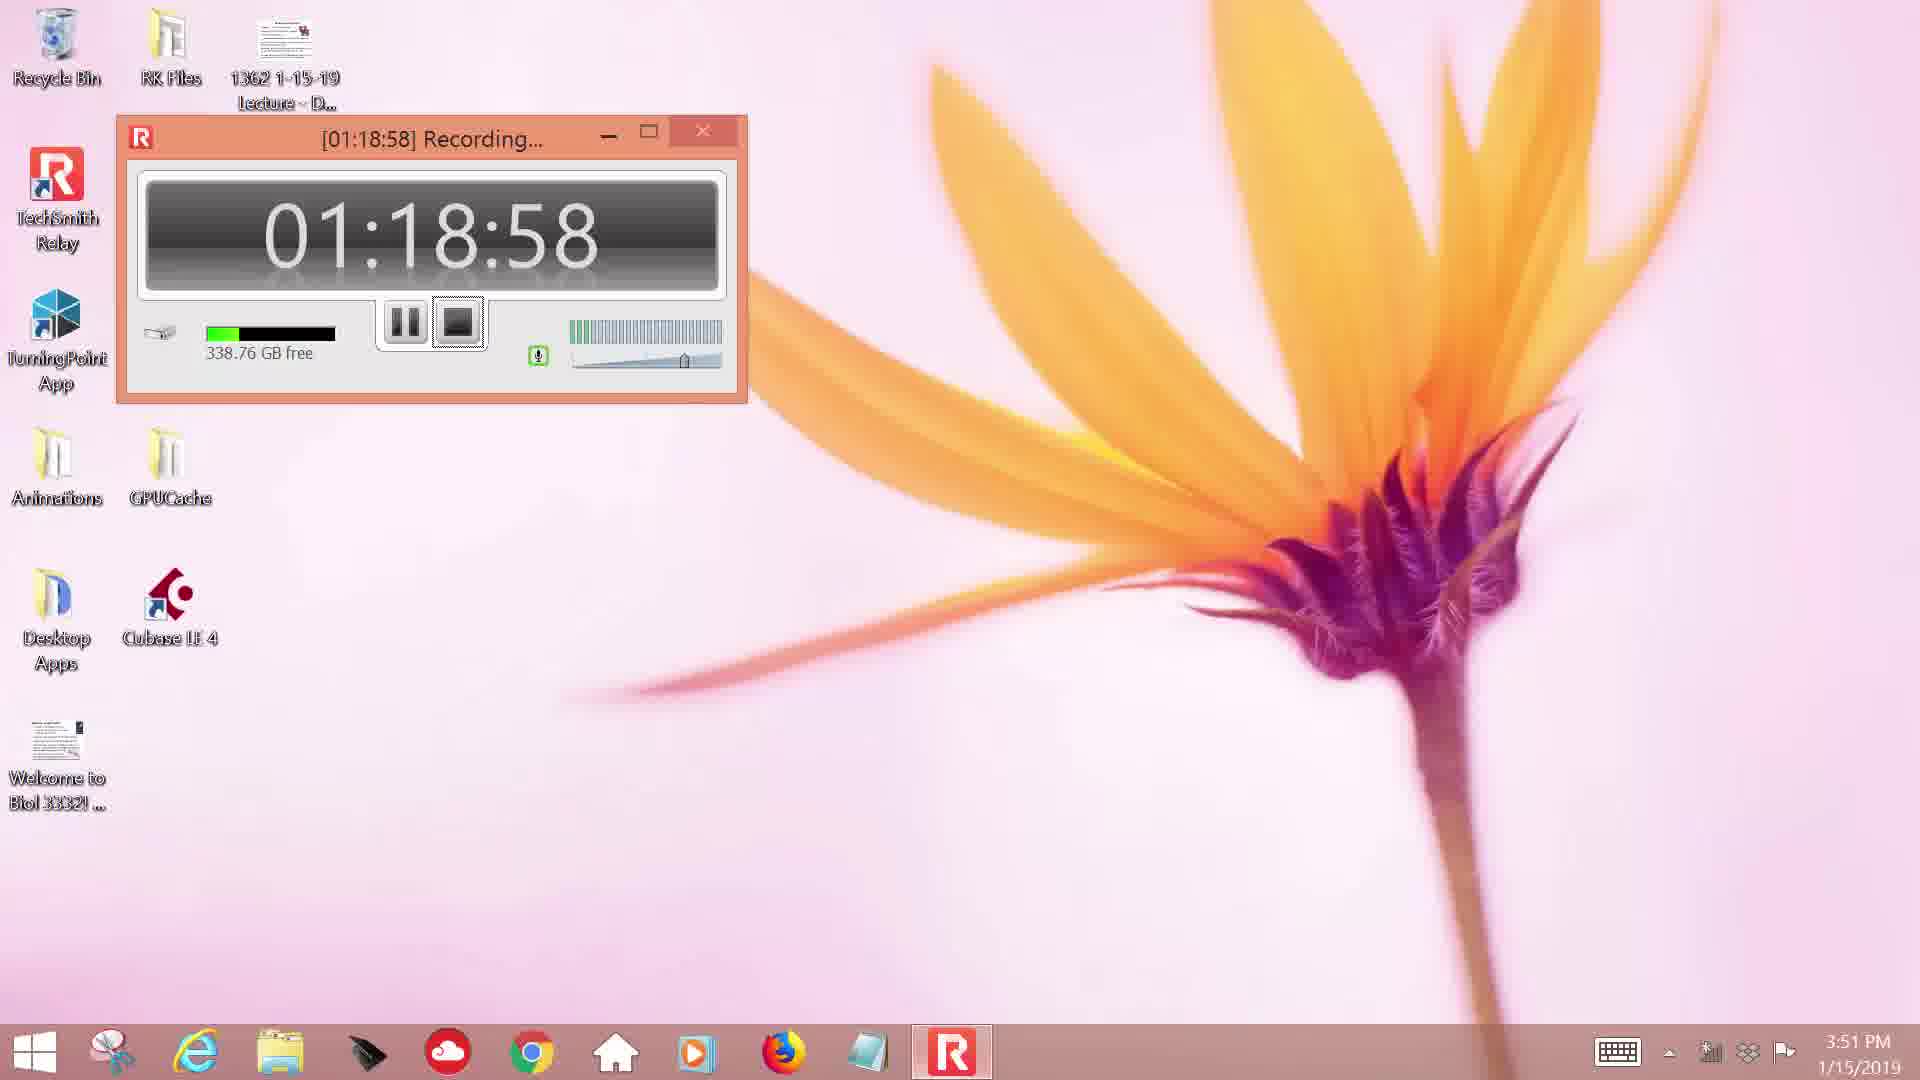 Recycle Bin
RK Files
1362 1-15-19
Lecture - D...
[01:18:58] Recording...
01:18:58
338.76 GB free
TechSmith
Relay
TurningPoint
App
Animations
GPUCache
Desktop
Apps
Cubase LE 4
Welcome to
Biol 3332! ...
3:51 PM
1/15/2019